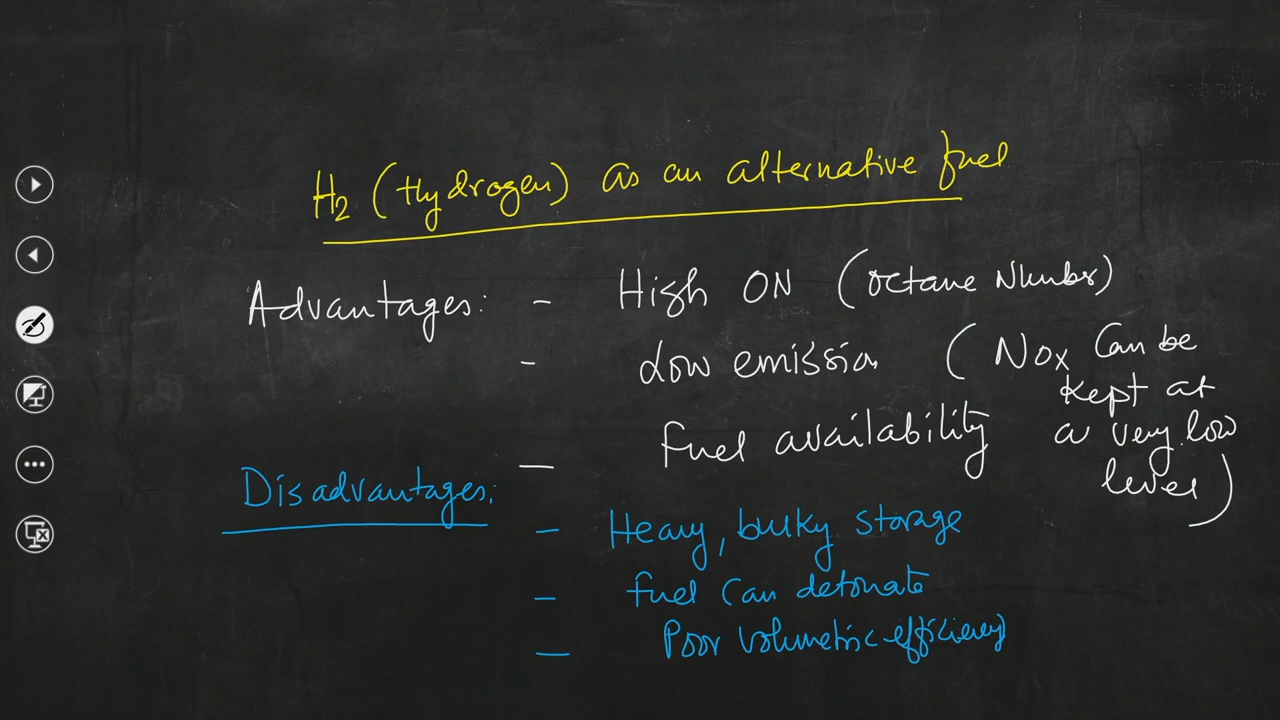 H2 (Hydrogen) as an alternative fuel
Advantages: - High ON (Octane Number)
- Low emission (NOx can be kept at a very low level)
- Fuel availability
Disadvantages:
- Heavy, bulky storage
- Fuel can detonate
- Poor volumetric efficiency